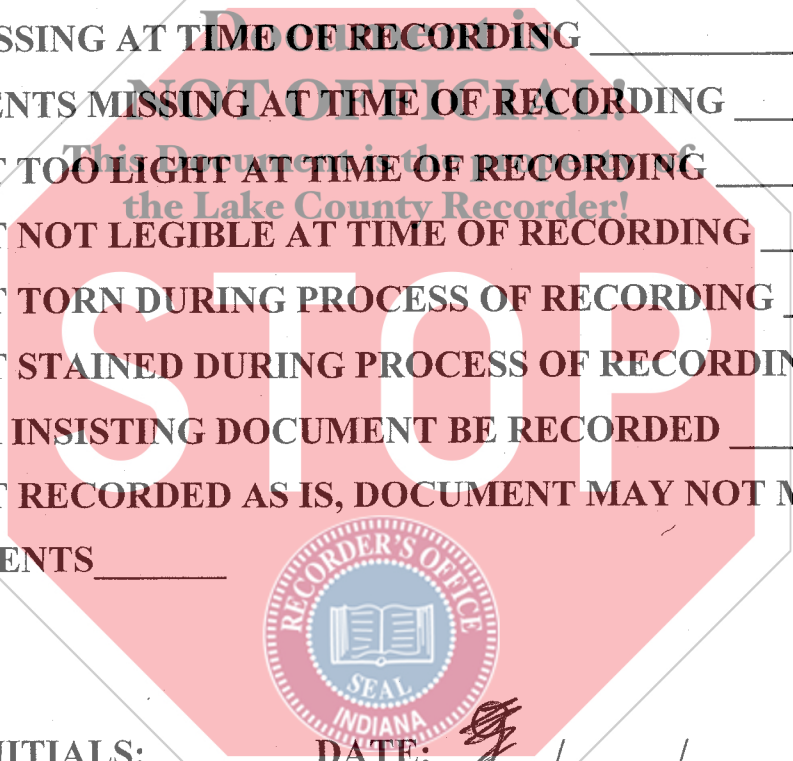 Document is
SSING AT TIME OF RECORDING
NOT OFFICIAL!
ENTS MISSING AT TIME OF RECORDING
This Document is the property of
T TOO LIGHT AT TIME OF RECORDING
the Lake County Recorder!
T NOT LEGIBLE AT TIME OF RECORDING
T TORN DURING PROCESS OF RECORDING
T STAINED DURING PROCESS OF RECORDIN
INSISTING DOCUMENT BE RECORDED
T RECORDED AS IS, DOCUMENT MAY NOT M
ENTS
STOP
RECORDER'S OFFICE
SEAL
INDIANA
NITIALS: DATE: / /